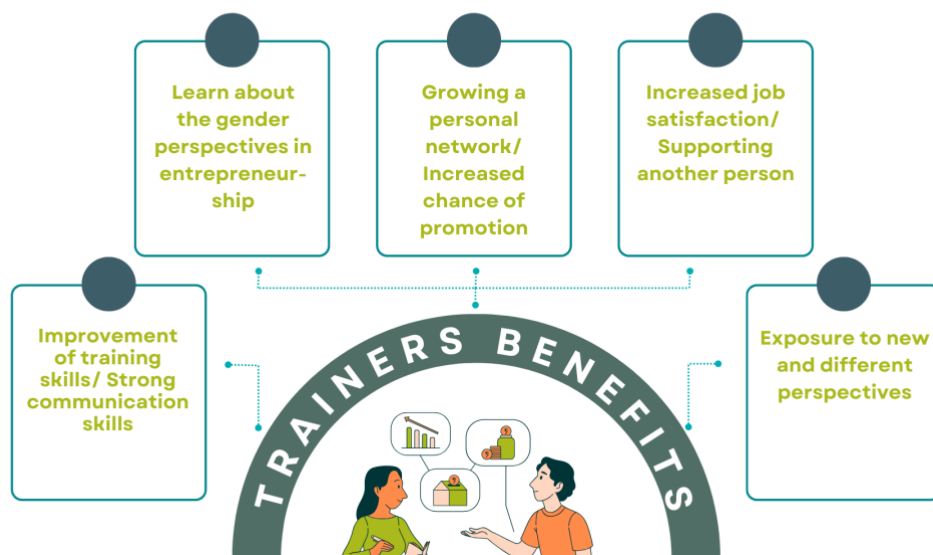 Learn about
the gender
perspectives in
entrepreneur-
ship
Growing a
personal
network/
Increased
chance of
promotion
Increased job
satisfaction/
Supporting
another person
Improvement
of training
skills/ Strong
communication
skills
Exposure to new
and different
perspectives
TRAINERS BENEFITS